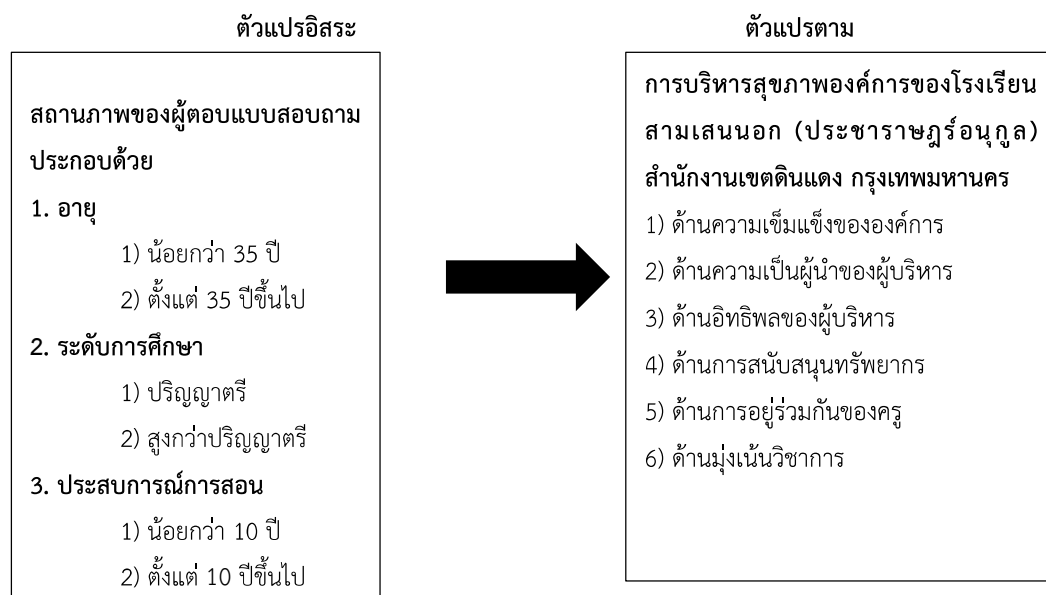 ตัวแปรอิสระ
สถานภาพของผู้ตอบแบบสอบถาม
ประกอบด้วย
1. อายุ
1) น้อยกว่า 35 ปี
2) ตั้งแต่ 35 ปีขึ้นไป
2. ระดับการศึกษา
1) ปริญญาตรี
2) สูงกว่าปริญญาตรี
3. ประสบการณ์การสอน
1) น้อยกว่า 10 ปี
2) ตั้งแต่ 10 ปีขึ้นไป
ตัวแปรตาม
การบริหารสุขภาพองค์การของโรงเรียน
สามเสนนอก (ประชาราษฎร์อนุกูล)
สำนักงานเขตดินแดง กรุงเทพมหานคร
1) ด้านความเข็มแข็งขององค์การ
2) ด้านความเป็นผู้นำของผู้บริหาร
3) ด้านอิทธิพลของผู้บริหาร
4) ด้านการสนับสนุนทรัพยากร
5) ด้านการอยู่ร่วมกันของครู
6) ด้านมุ่งเน้นวิชาการ